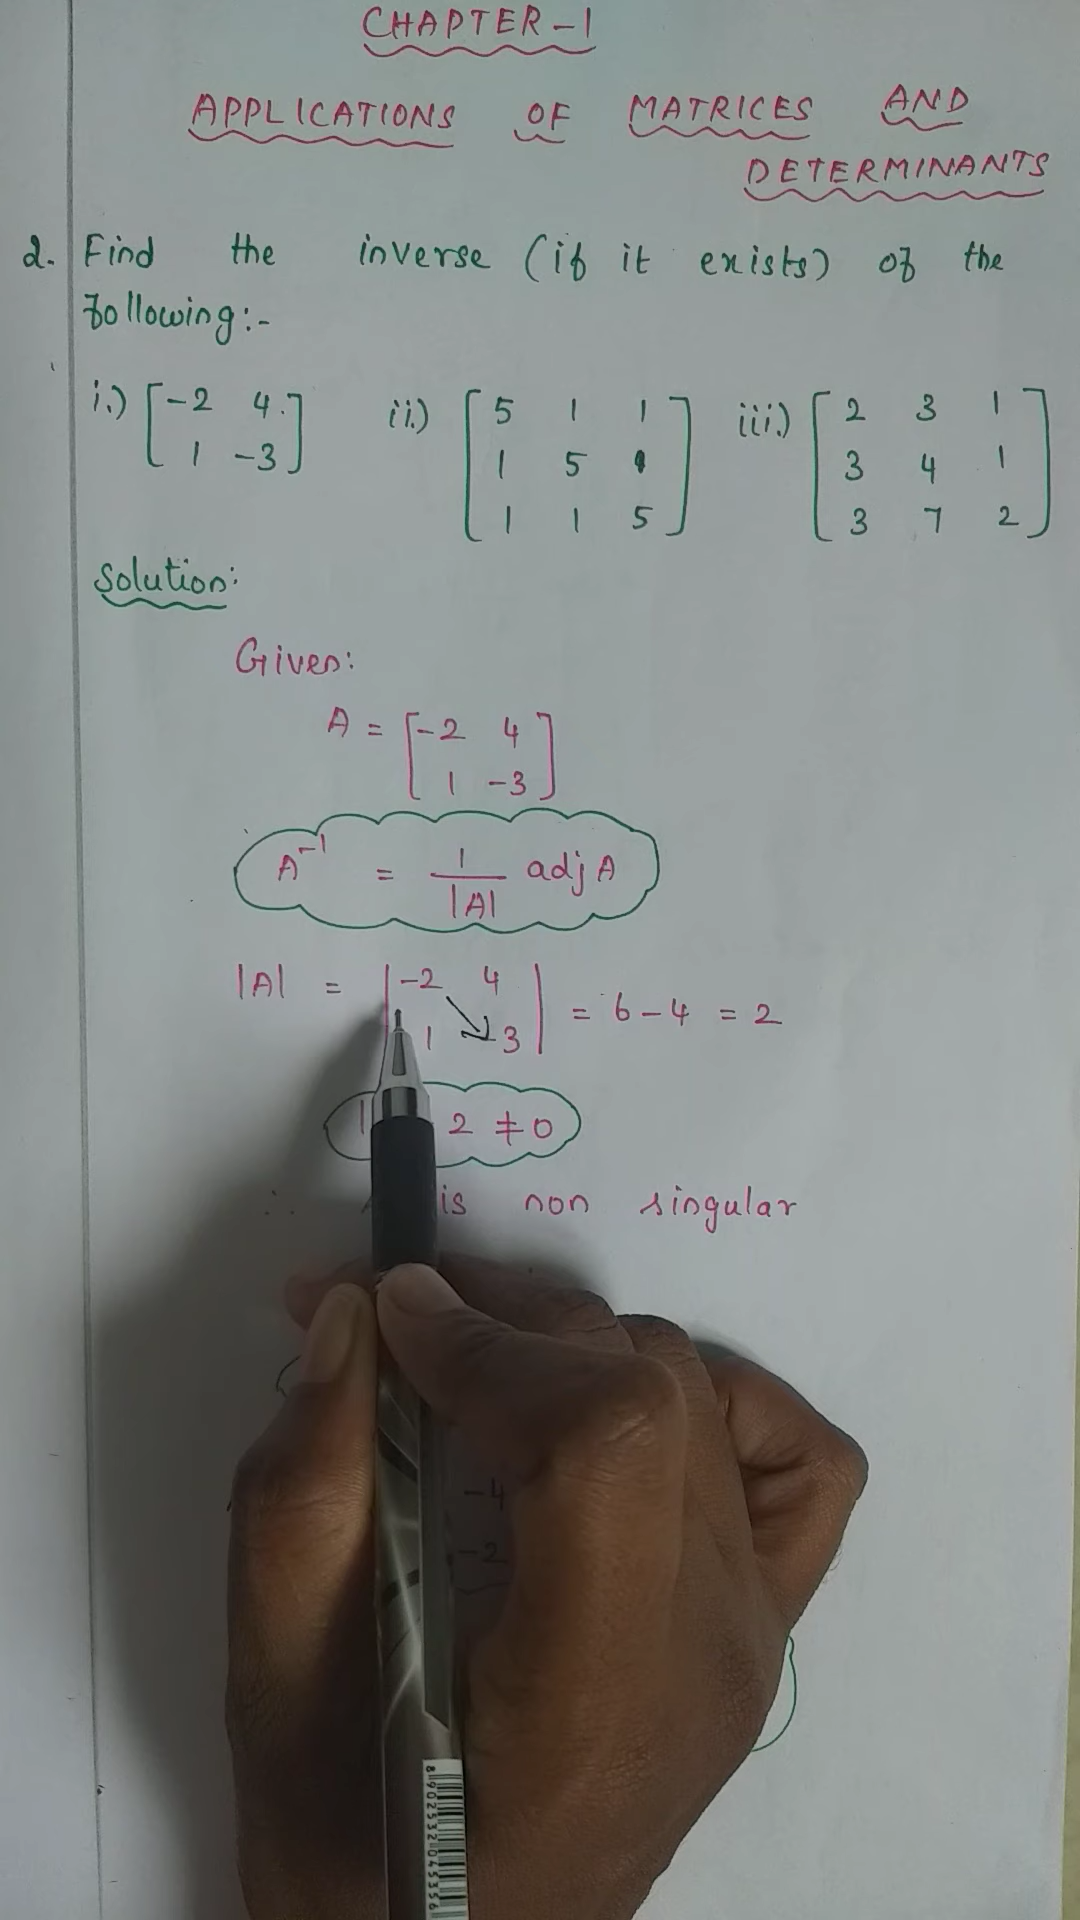 CHAPTER-1
APPLICATIONS OF MATRICES AND
DETERMINANTS
2. Find the inverse (if it exists) of the
following:-
i.) [-2 4 ii.) [5 1 1 iii.) [2 3 1
1 -3] 1 5 1 3 4 1
1 1 5] 3 7 2]
Solution:
Given:
A = [-2 4
1 -3]
A⁻¹ = 1/|A| adj A
|A| = |-2 4
1 3| = 6-4 = 2
2 ≠ 0
∴ is non singular
-4
-2
8902532045356